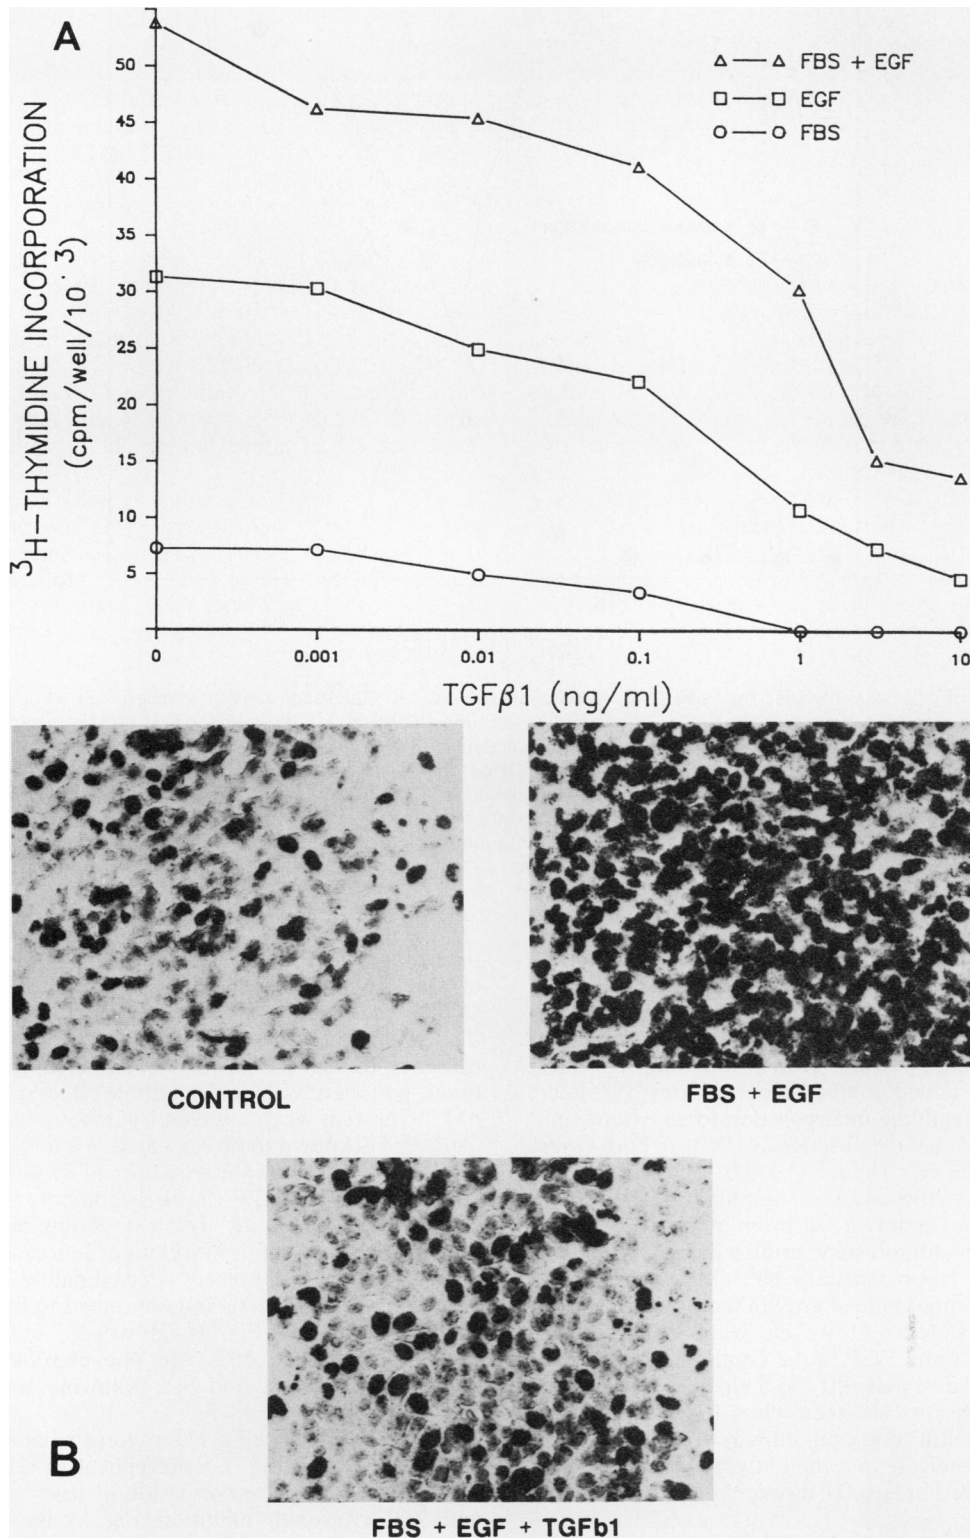 A
50
45
40
35
30
25
20
15
10
5
³H-THYMIDINE INCORPORATION
(cpm/well/10˙3)
△—△ FBS + EGF
□—□ EGF
○—○ FBS
0 0.001 0.01 0.1 1 10
TGFβ1 (ng/ml)
CONTROL
FBS + EGF
B
FBS + EGF + TGFb1